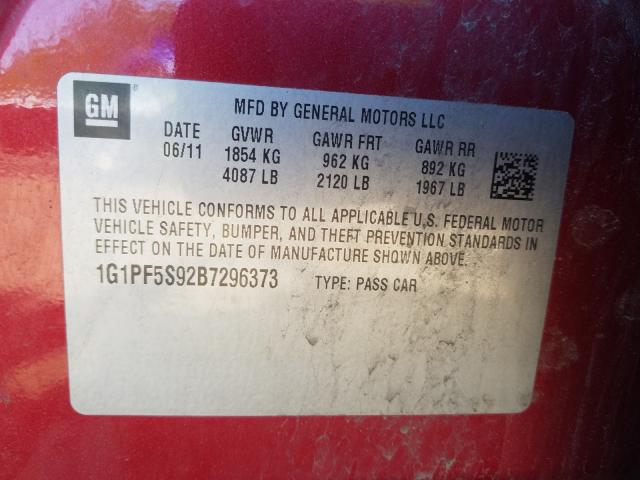 GM ®
MFD BY GENERAL MOTORS LLC
DATE GVWR GAWR FRT GAWR RR
06/11 1854 KG 962 KG 892 KG
4087 LB 2120 LB 1967 LB
THIS VEHICLE CONFORMS TO ALL APPLICABLE U.S. FEDERAL MOTOR
VEHICLE SAFETY, BUMPER, AND THEFT PREVENTION STANDARDS IN
EFFECT ON THE DATE OF MANUFACTURE SHOWN ABOVE.
1G1PF5S92B7296373 TYPE: PASS CAR